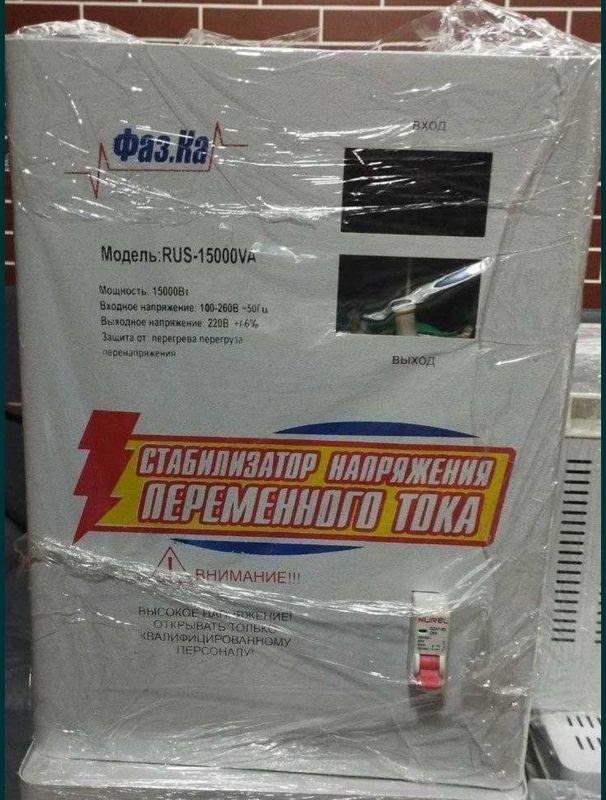 Фаз.Ка
ВХОД
Модель:RUS-15000VA
Мощность: 15000Вт
Входное напряжение: 100-260В ~50Гц
Выходное напряжение: 220В +/-6%
Защита от перегрева перегруза
перенапряжения
ВЫХОД
СТАБИЛИЗАТОР НАПРЯЖЕНИЯ
ПЕРЕМЕННОГО ТОКА
ВНИМАНИЕ!!!
ВЫСОКОЕ НАПРЯЖЕНИЕ!
ОТКРЫВАТЬ ТОЛЬКО
КВАЛИФИЦИРОВАННОМУ
ПЕРСОНАЛУ!
NUREL